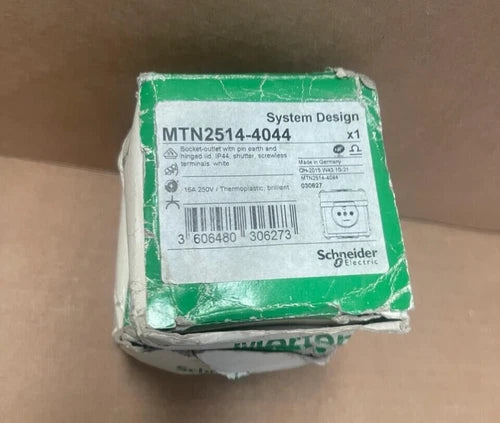 System Design
MTN2514-4044
x1
Socket-outlet with pin earth and
hinged lid, IP44, shutter, screwless
terminals, white
16A 250V / Thermoplastic, brilliant
Made in Germany
MTN2514-4044
030627
3 606480 306273
Schneider
Electric
Merten